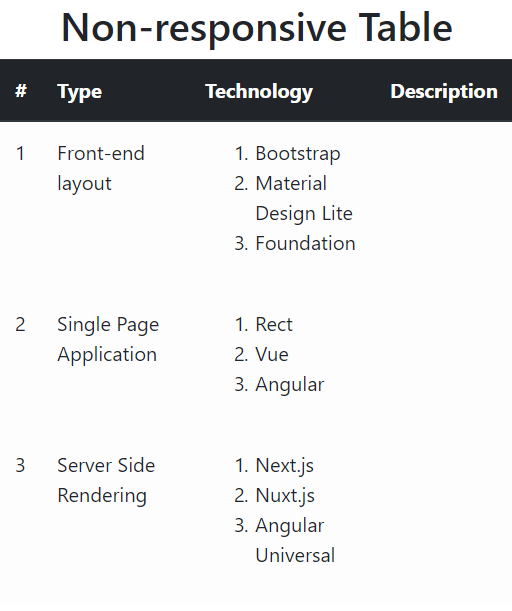 Non-responsive Table
# Type Technology Description
1 Front-end layout 1. Bootstrap
2. Material Design Lite
3. Foundation
2 Single Page Application 1. Rect
2. Vue
3. Angular
3 Server Side Rendering 1. Next.js
2. Nuxt.js
3. Angular Universal